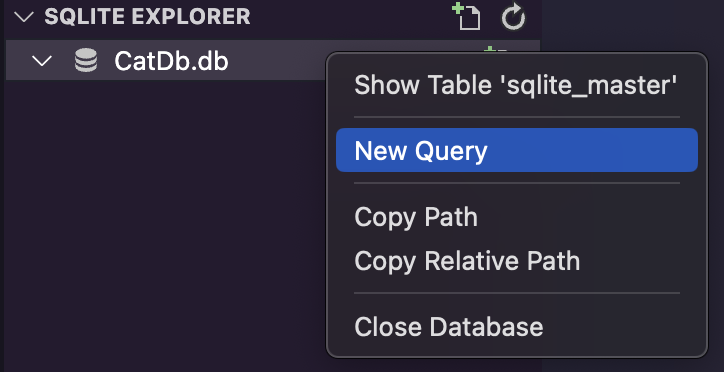 SQLITE EXPLORER
CatDb.db
Show Table 'sqlite_master'
New Query
Copy Path
Copy Relative Path
Close Database